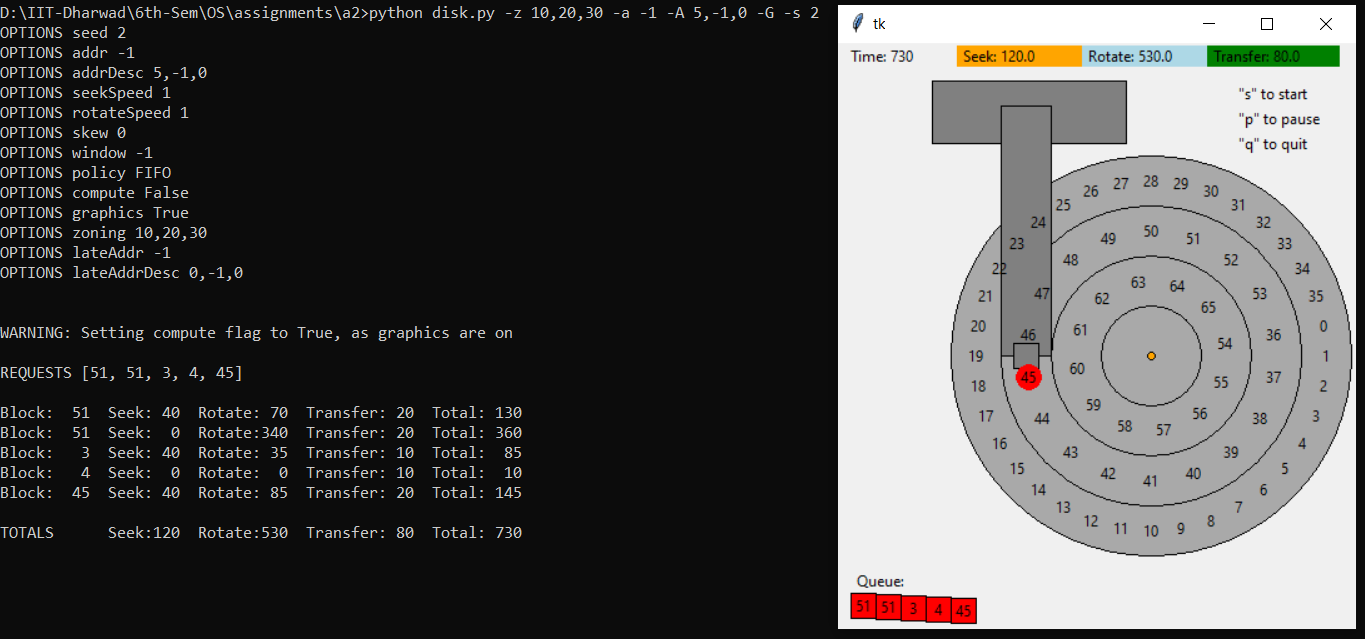 D:\IIT-Dharwad\6th-Sem\OS\assignments\a2>python disk.py -z 10,20,30 -a -1 -A 5,-1,0 -G -s 2
OPTIONS seed 2
OPTIONS addr -1
OPTIONS addrDesc 5,-1,0
OPTIONS seekSpeed 1
OPTIONS rotateSpeed 1
OPTIONS skew 0
OPTIONS window -1
OPTIONS policy FIFO
OPTIONS compute False
OPTIONS graphics True
OPTIONS zoning 10,20,30
OPTIONS lateAddr -1
OPTIONS lateAddrDesc 0,-1,0
WARNING: Setting compute flag to True, as graphics are on
REQUESTS [51, 51, 3, 4, 45]
Block:  51  Seek: 40  Rotate: 70  Transfer: 20  Total: 130
Block:  51  Seek:  0  Rotate:340  Transfer: 20  Total: 360
Block:   3  Seek: 40  Rotate: 35  Transfer: 10  Total:  85
Block:   4  Seek:  0  Rotate:  0  Transfer: 10  Total:  10
Block:  45  Seek: 40  Rotate: 85  Transfer: 20  Total: 145
TOTALS      Seek:120  Rotate:530  Transfer: 80  Total: 730
tk
Time: 730 Seek: 120.0 Rotate: 530.0 Transfer: 80.0
"s" to start
"p" to pause
"q" to quit
0
1
2
3
4
5
6
7
8
9
10
11
12
13
14
15
16
17
18
19
20
21
22
23
24
25
26
27
28
29
30
31
32
33
34
35
36
37
38
39
40
41
42
43
44
45
46
47
48
49
50
51
52
53
54
55
56
57
58
59
60
61
62
63
64
65
Queue:
51 51 3 4 45